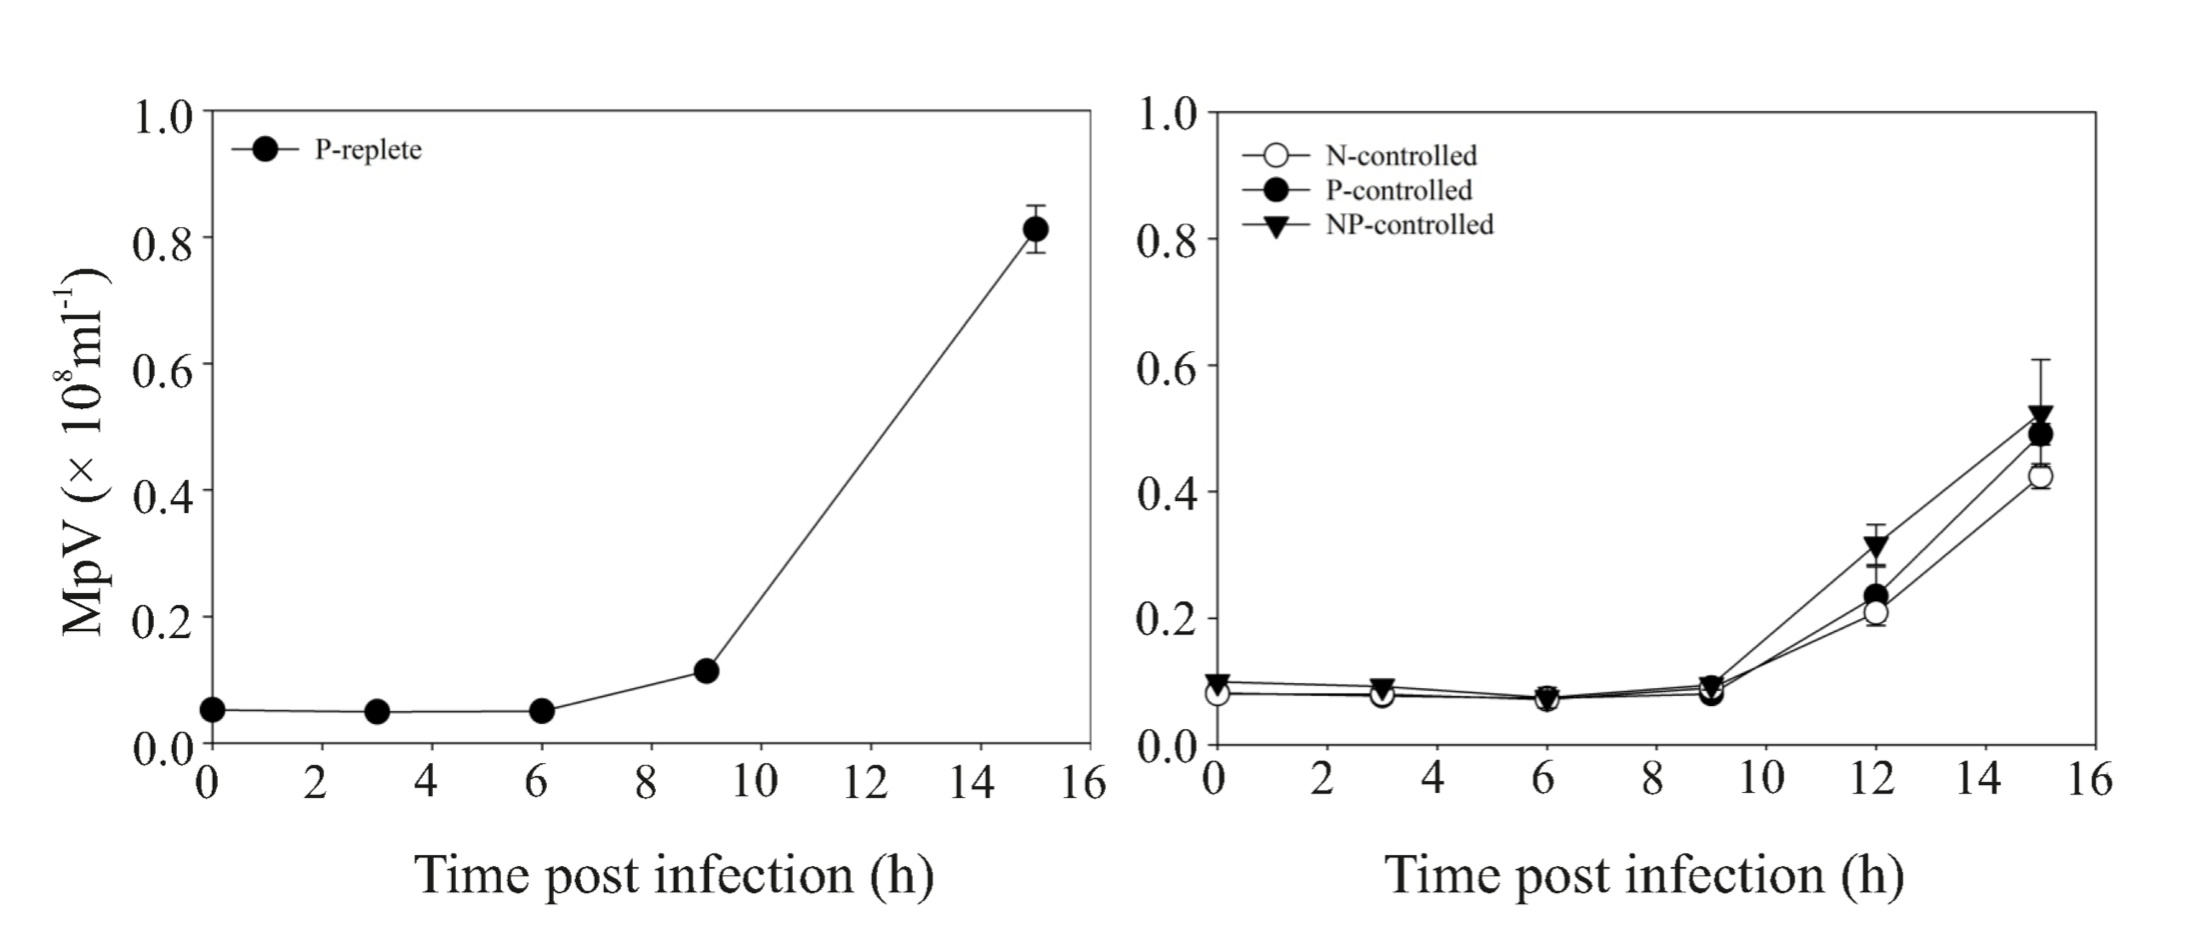 MpV (× 10⁸ml⁻¹)
1.0
0.8
0.6
0.4
0.2
0.0
P-replete
0 2 4 6 8 10 12 14 16
Time post infection (h)
1.0
0.8
0.6
0.4
0.2
0.0
N-controlled
P-controlled
NP-controlled
0 2 4 6 8 10 12 14 16
Time post infection (h)